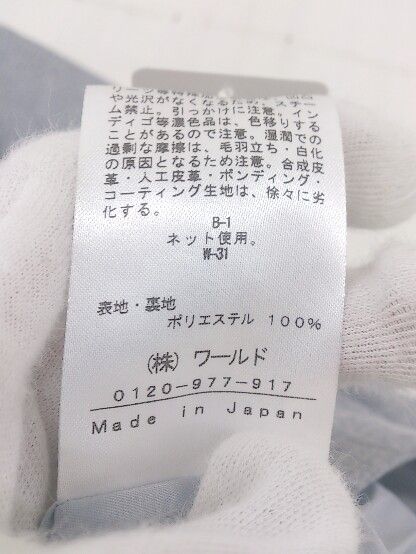 や光沢がなくなるため、スチー
ム禁止。引っかけに注意。イン
ディゴ等濃色品は、色移りする
ことがあるので注意。湿潤での
過剰な摩擦は、毛羽立ち・白化
の原因となるため注意。合成皮
革・人工皮革・ボンディング・
コーティング生地は、徐々に劣
化する。
B-1
ネット使用。
W-31
表地・裏地
ポリエステル 100%
(株) ワールド
0120-977-917
Made in Japan